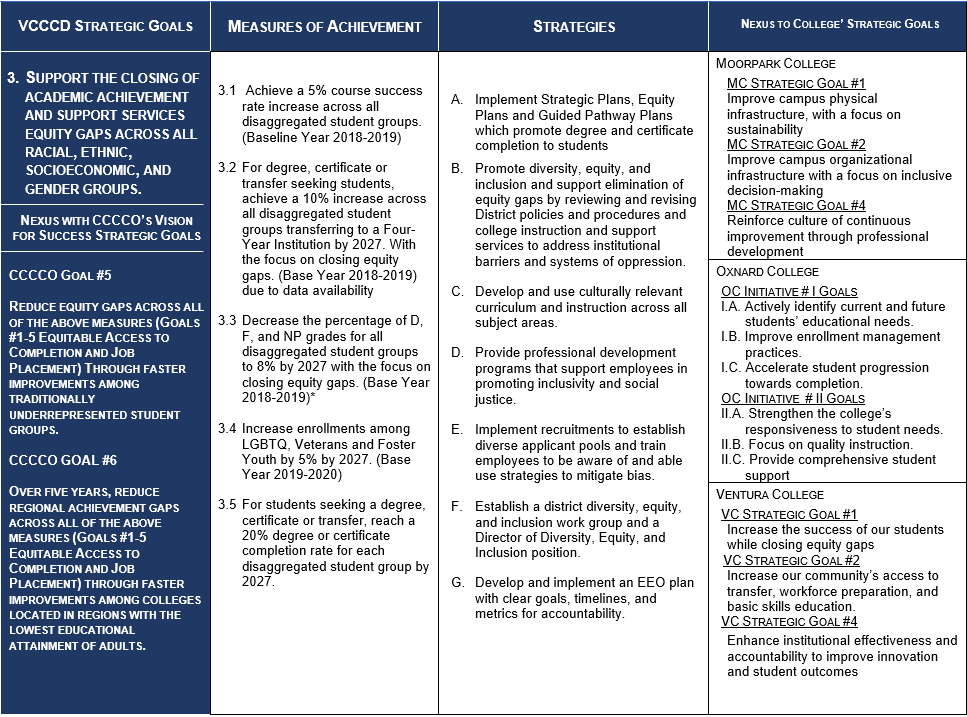 VCCCD STRATEGIC GOALS
MEASURES OF ACHIEVEMENT
STRATEGIES
NEXUS TO COLLEGE' STRATEGIC GOALS
3. SUPPORT THE CLOSING OF
ACADEMIC ACHIEVEMENT
AND SUPPORT SERVICES
EQUITY GAPS ACROSS ALL
RACIAL, ETHNIC,
SOCIOECONOMIC, AND
GENDER GROUPS.
NEXUS WITH CCCCO'S VISION
FOR SUCCESS STRATEGIC GOALS
CCCCO GOAL #5
REDUCE EQUITY GAPS ACROSS ALL
OF THE ABOVE MEASURES (GOALS
#1-5 EQUITABLE ACCESS TO
COMPLETION AND JOB
PLACEMENT) THROUGH FASTER
IMPROVEMENTS AMONG
TRADITIONALLY
UNDERREPRESENTED STUDENT
GROUPS.
CCCCO GOAL #6
OVER FIVE YEARS, REDUCE
REGIONAL ACHIEVEMENT GAPS
ACROSS ALL OF THE ABOVE
MEASURES (GOALS #1-5
EQUITABLE ACCESS TO
COMPLETION AND JOB
PLACEMENT) THROUGH FASTER
IMPROVEMENTS AMONG COLLEGES
LOCATED IN REGIONS WITH THE
LOWEST EDUCATIONAL
ATTAINMENT OF ADULTS.
3.1 Achieve a 5% course success
rate increase across all
disaggregated student groups.
(Baseline Year 2018-2019)
3.2 For degree, certificate or
transfer seeking students,
achieve a 10% increase across
all disaggregated student
groups transferring to a Four-
Year Institution by 2027. With
the focus on closing equity
gaps. (Base Year 2018-2019)
due to data availability
3.3 Decrease the percentage of D,
F, and NP grades for all
disaggregated student groups
to 8% by 2027 with the focus on
closing equity gaps. (Base Year
2018-2019)*
3.4 Increase enrollments among
LGBTQ, Veterans and Foster
Youth by 5% by 2027. (Base
Year 2019-2020)
3.5 For students seeking a degree,
certificate or transfer, reach a
20% degree or certificate
completion rate for each
disaggregated student group by
2027.
A. Implement Strategic Plans, Equity
Plans and Guided Pathway Plans
which promote degree and certificate
completion to students
B. Promote diversity, equity, and
inclusion and support elimination of
equity gaps by reviewing and revising
District policies and procedures and
college instruction and support
services to address institutional
barriers and systems of oppression.
C. Develop and use culturally relevant
curriculum and instruction across all
subject areas.
D. Provide professional development
programs that support employees in
promoting inclusivity and social
justice.
E. Implement recruitments to establish
diverse applicant pools and train
employees to be aware of and able
use strategies to mitigate bias.
F. Establish a district diversity, equity,
and inclusion work group and a
Director of Diversity, Equity, and
Inclusion position.
G. Develop and implement an EEO plan
with clear goals, timelines, and
metrics for accountability.
MOORPARK COLLEGE
MC STRATEGIC GOAL #1
Improve campus physical
infrastructure, with a focus on
sustainability
MC STRATEGIC GOAL #2
Improve campus organizational
infrastructure with a focus on inclusive
decision-making
MC STRATEGIC GOAL #4
Reinforce culture of continuous
improvement through professional
development
OXNARD COLLEGE
OC INITIATIVE # I GOALS
I.A. Actively identify current and future
students' educational needs.
I.B. Improve enrollment management
practices.
I.C. Accelerate student progression
towards completion.
OC INITIATIVE # II GOALS
II.A. Strengthen the college's
responsiveness to student needs.
II.B. Focus on quality instruction.
II.C. Provide comprehensive student
support
VENTURA COLLEGE
VC STRATEGIC GOAL #1
Increase the success of our students
while closing equity gaps
VC STRATEGIC GOAL #2
Increase our community's access to
transfer, workforce preparation, and
basic skills education.
VC STRATEGIC GOAL #4
Enhance institutional effectiveness and
accountability to improve innovation
and student outcomes